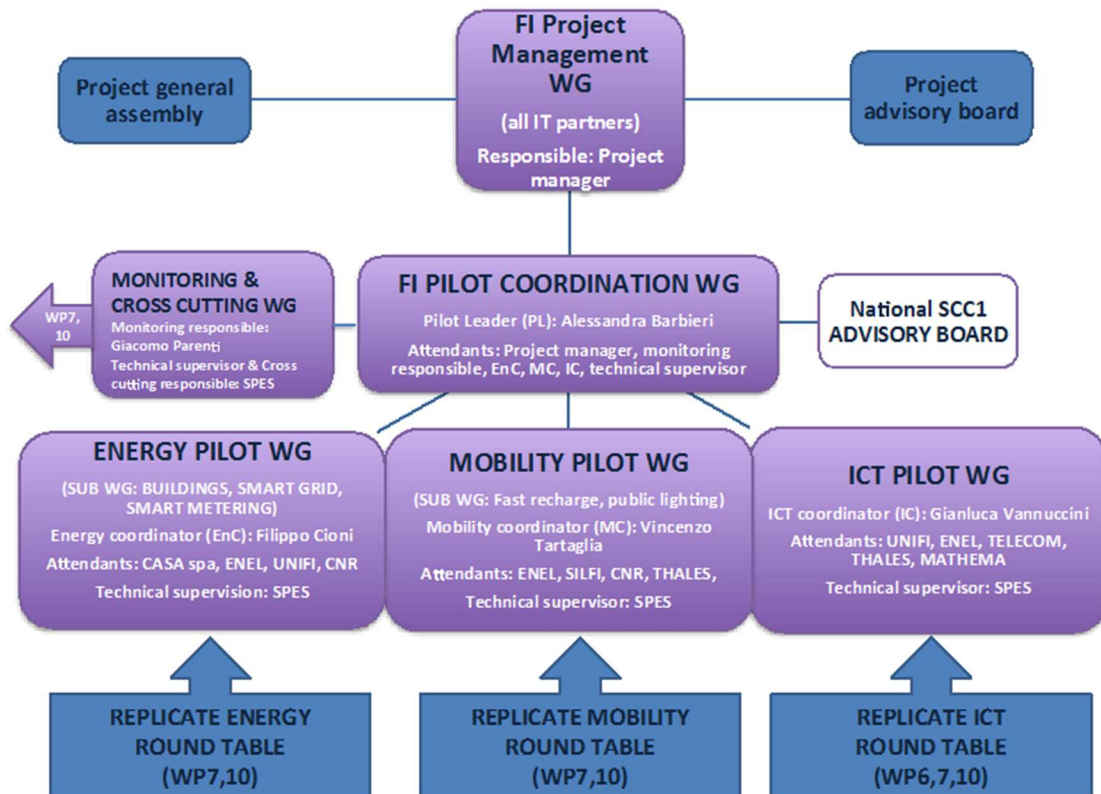 FI Project
Management
WG
(all IT partners)
Responsible: Project
manager
Project general
assembly
Project
advisory board
MONITORING &
CROSS CUTTING WG
Monitoring responsible:
Giacomo Parenti
Technical supervisor & Cross
cutting responsible: SPES
WP7,
10
FI PILOT COORDINATION WG
Pilot Leader (PL): Alessandra Barbieri
Attendants: Project manager, monitoring
responsible, EnC, MC, IC, technical supervisor
National SCC1
ADVISORY BOARD
ENERGY PILOT WG
(SUB WG: BUILDINGS, SMART GRID,
SMART METERING)
Energy coordinator (EnC): Filippo Cioni
Attendants: CASA spa, ENEL, UNIFI, CNR
Technical supervision: SPES
MOBILITY PILOT WG
(SUB WG: Fast recharge, public lighting)
Mobility coordinator (MC): Vincenzo
Tartaglia
Attendants: ENEL, SILFI, CNR, THALES,
Technical supervisor: SPES
ICT PILOT WG
ICT coordinator (IC): Gianluca Vannuccini
Attendants: UNIFI, ENEL, TELECOM,
THALES, MATHEMA
Technical supervisor: SPES
REPLICATE ENERGY
ROUND TABLE
(WP7,10)
REPLICATE MOBILITY
ROUND TABLE
(WP7,10)
REPLICATE ICT
ROUND TABLE
(WP6,7,10)